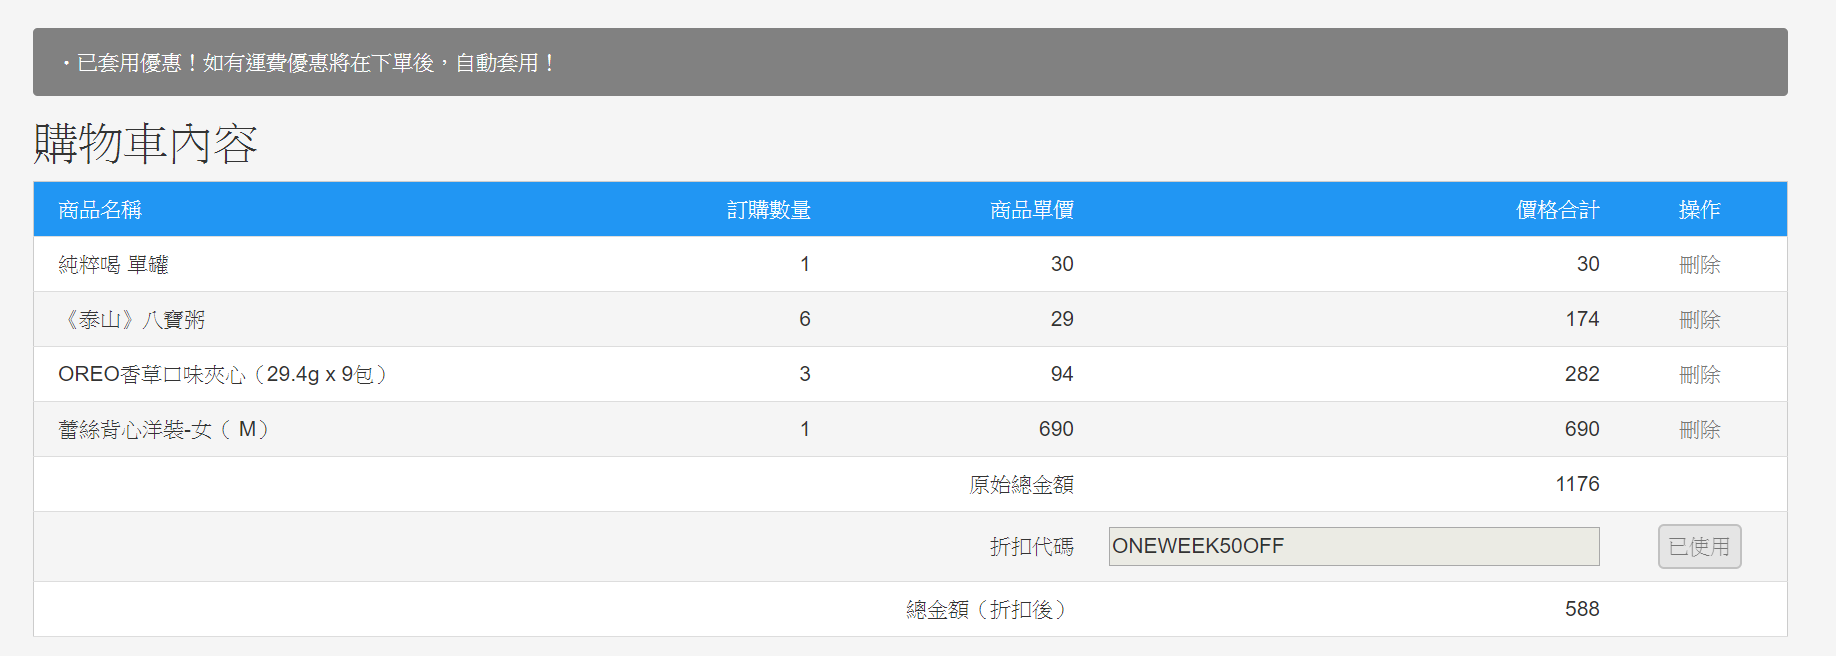 ・已套用優惠！如有運費優惠將在下單後，自動套用！
購物車內容
商品名稱 訂購數量 商品單價 價格合計 操作
純粹喝 單罐 1 30 30 刪除
《泰山》八寶粥 6 29 174 刪除
OREO香草口味夾心（29.4g x 9包） 3 94 282 刪除
蕾絲背心洋裝-女（ M） 1 690 690 刪除
原始總金額 1176
折扣代碼 ONEWEEK50OFF 已使用
總金額（折扣後） 588